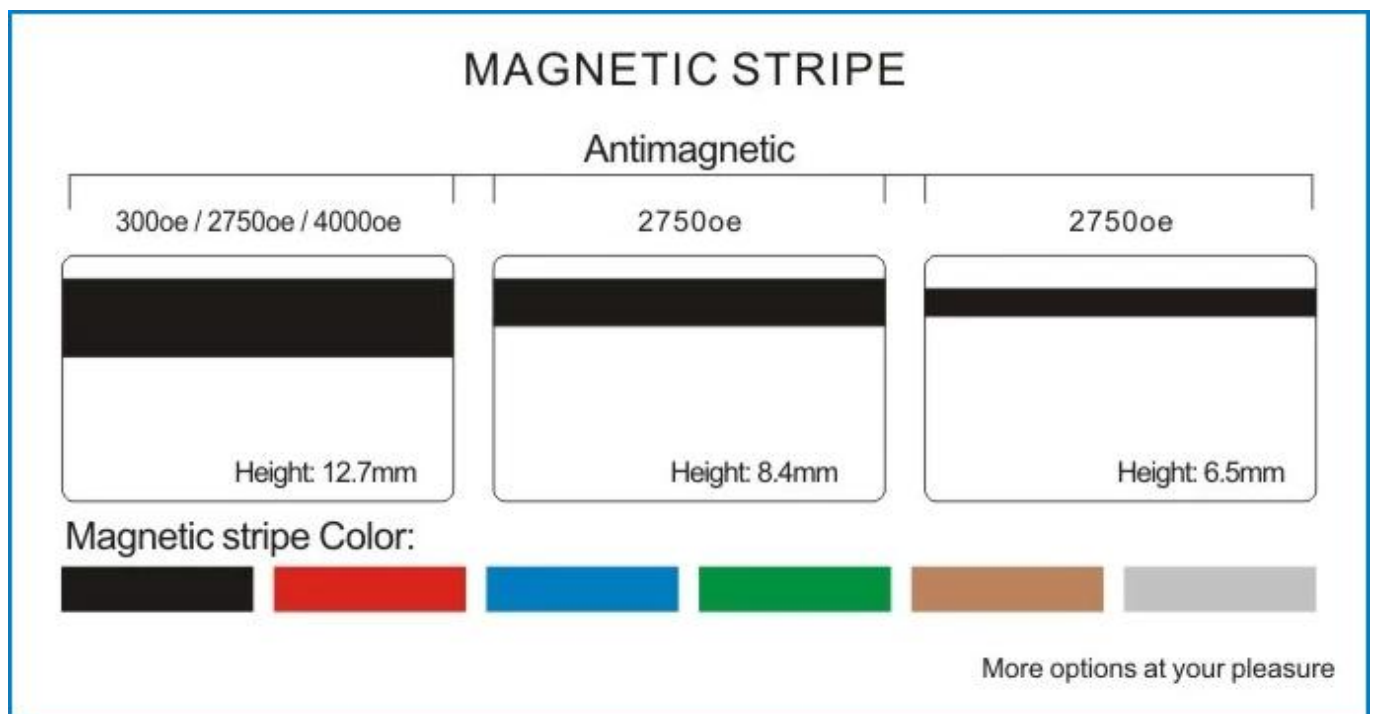 MAGNETIC STRIPE
Antimagnetic
300oe / 2750oe / 4000oe
2750oe
2750oe
Height: 12.7mm
Height: 8.4mm
Height: 6.5mm
Magnetic stripe Color:
More options at your pleasure